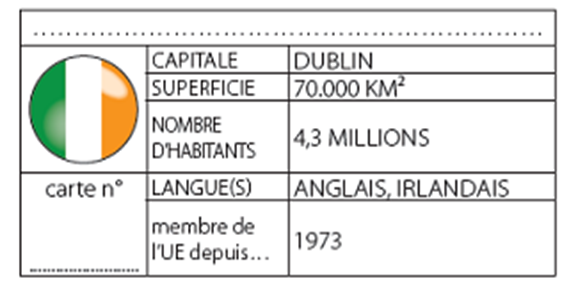 CAPITALE DUBLIN
SUPERFICIE 70.000 KM²
NOMBRE
D'HABITANTS 4,3 MILLIONS
carte n° LANGUE(S) ANGLAIS, IRLANDAIS
membre de
l'UE depuis... 1973